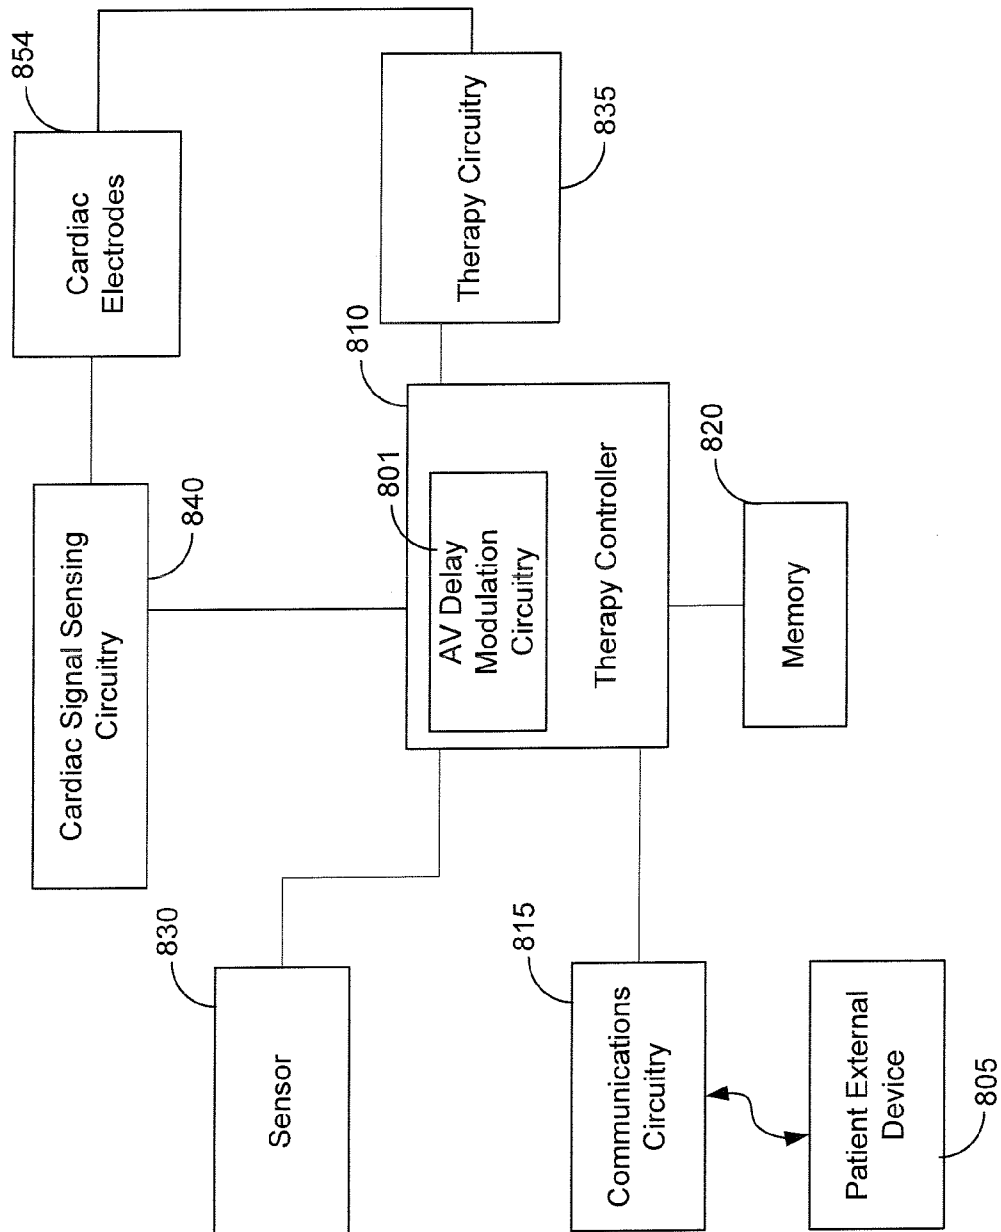 Cardiac
Electrodes
854
Therapy Circuitry
835
Cardiac Signal Sensing
Circuitry
840
810
801
AV Delay
Modulation
Circuitry
Therapy Controller
820
Memory
830
Sensor
815
Communications
Circuitry
Patient External
Device
805